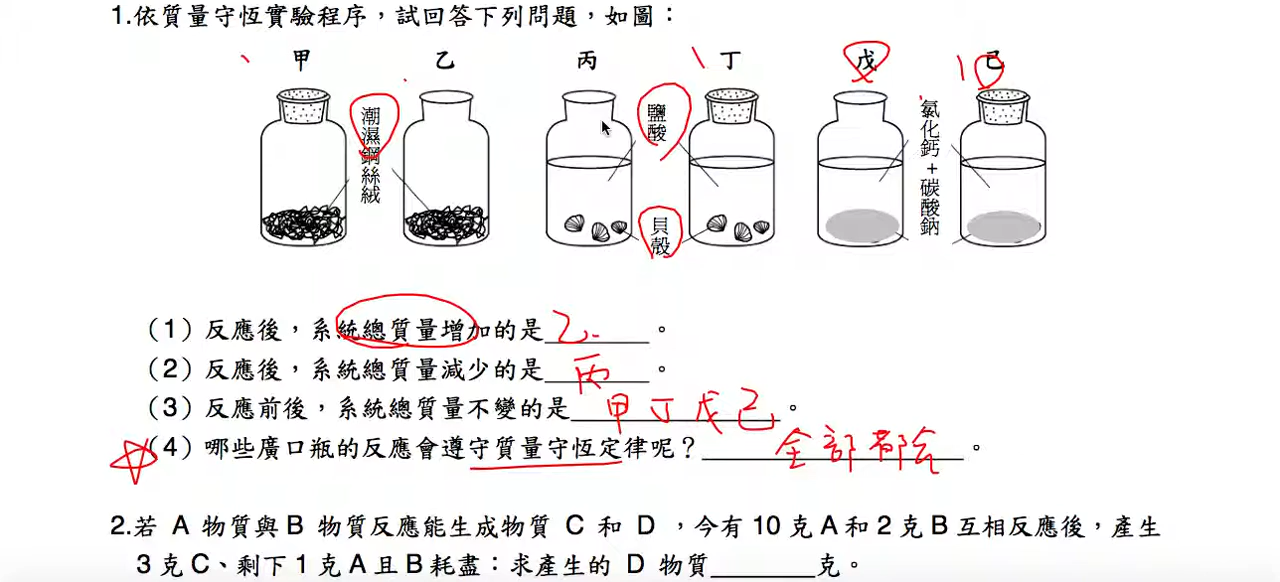 1.依質量守恆實驗程序，試回答下列問題，如圖：
甲 乙 丙 丁 戊 己
潮濕鋼絲絨
鹽酸
貝殼
氯化鈣+碳酸鈉
（1）反應後，系統總質量增加的是 乙 。
（2）反應後，系統總質量減少的是 丙 。
（3）反應前後，系統總質量不變的是 甲丁戊己 。
（4）哪些廣口瓶的反應會遵守質量守恆定律呢？ 全部都會 。
2.若 A 物質與 B 物質反應能生成物質 C 和 D ，今有 10 克 A 和 2 克 B 互相反應後，產生
3 克 C、剩下 1 克 A 且 B 耗盡：求產生的 D 物質______克。